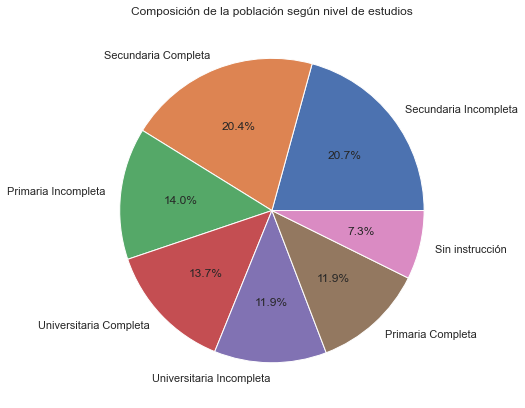 Composición de la población según nivel de estudios
Secundaria Completa
Secundaria Incompleta
20.4%
20.7%
Primaria Incompleta
14.0%
7.3%
Sin instrucción
13.7%
11.9%
11.9%
Universitaria Completa
Primaria Completa
Universitaria Incompleta